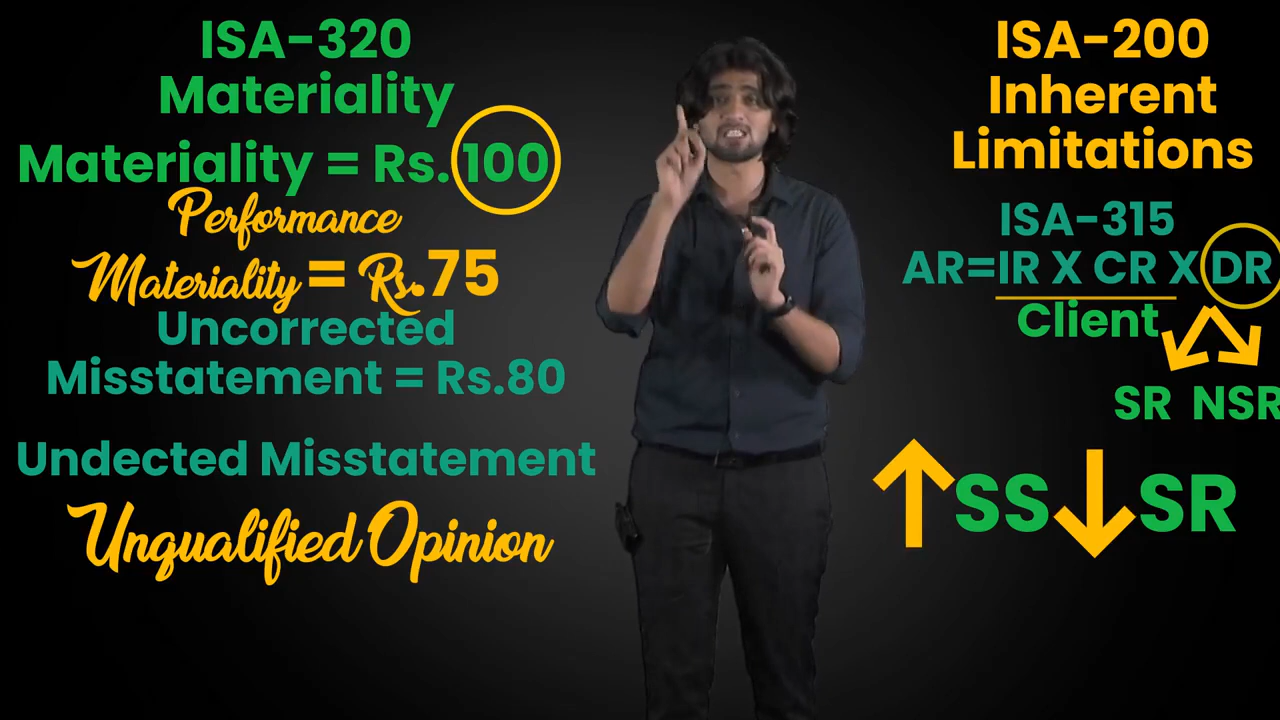 ISA-320
Materiality
Materiality = Rs.100
Performance
Materiality = Rs.75
Uncorrected
Misstatement = Rs.80
Undected Misstatement
Unqualified Opinion
ISA-200
Inherent
Limitations
ISA-315
AR=IR X CR X DR
Client
SR NSR
SS SR